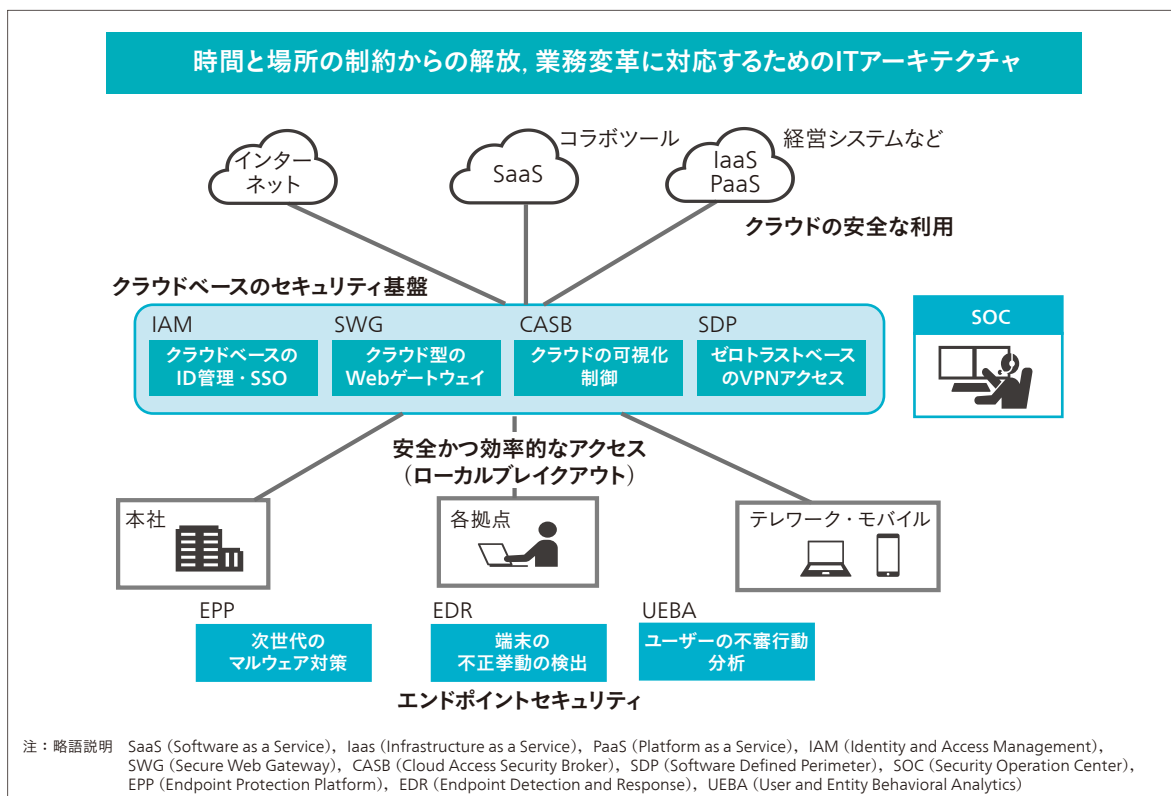 時間と場所の制約からの解放, 業務変革に対応するためのITアーキテクチャ
インター
ネット
コラボツール
SaaS
経営システムなど
IaaS
PaaS
クラウドの安全な利用
クラウドベースのセキュリティ基盤
IAM
クラウドベースの
ID管理・SSO
SWG
クラウド型の
Webゲートウェイ
CASB
クラウドの可視化
制御
SDP
ゼロトラストベース
のVPNアクセス
SOC
安全かつ効率的なアクセス
（ローカルブレイクアウト）
本社
各拠点
テレワーク・モバイル
EPP
次世代の
マルウェア対策
EDR
端末の
不正挙動の検出
UEBA
ユーザーの不審行動
分析
エンドポイントセキュリティ
注：略語説明 SaaS（Software as a Service）, Iaas（Infrastructure as a Service）, PaaS（Platform as a Service）, IAM（Identity and Access Management）,
SWG（Secure Web Gateway）, CASB（Cloud Access Security Broker）, SDP（Software Defined Perimeter）, SOC（Security Operation Center）,
EPP（Endpoint Protection Platform）, EDR（Endpoint Detection and Response）, UEBA（User and Entity Behavioral Analytics）